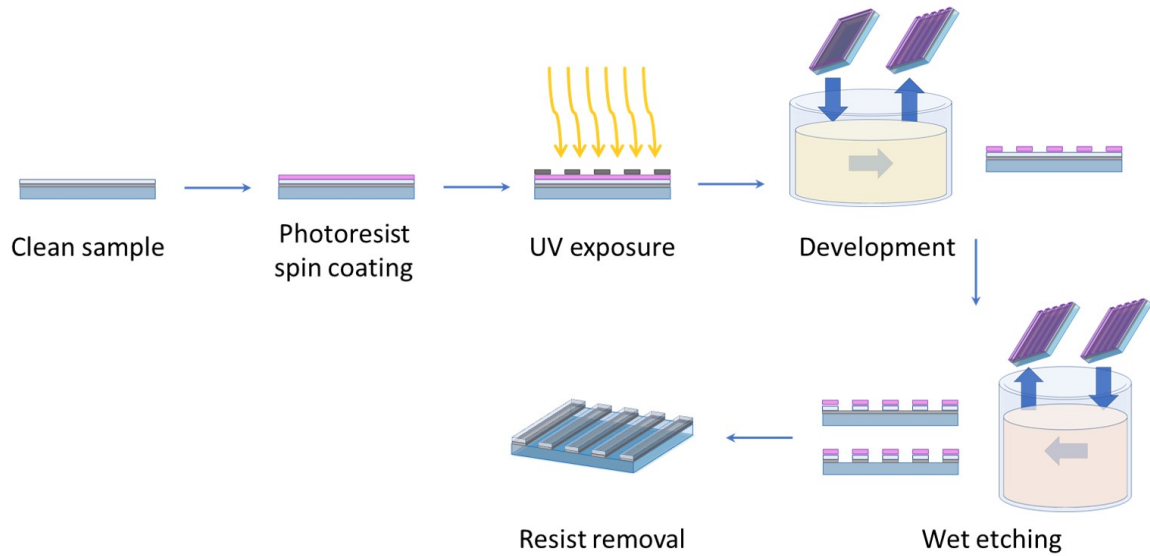 Clean sample
Photoresist
spin coating
UV exposure
Development
Resist removal
Wet etching